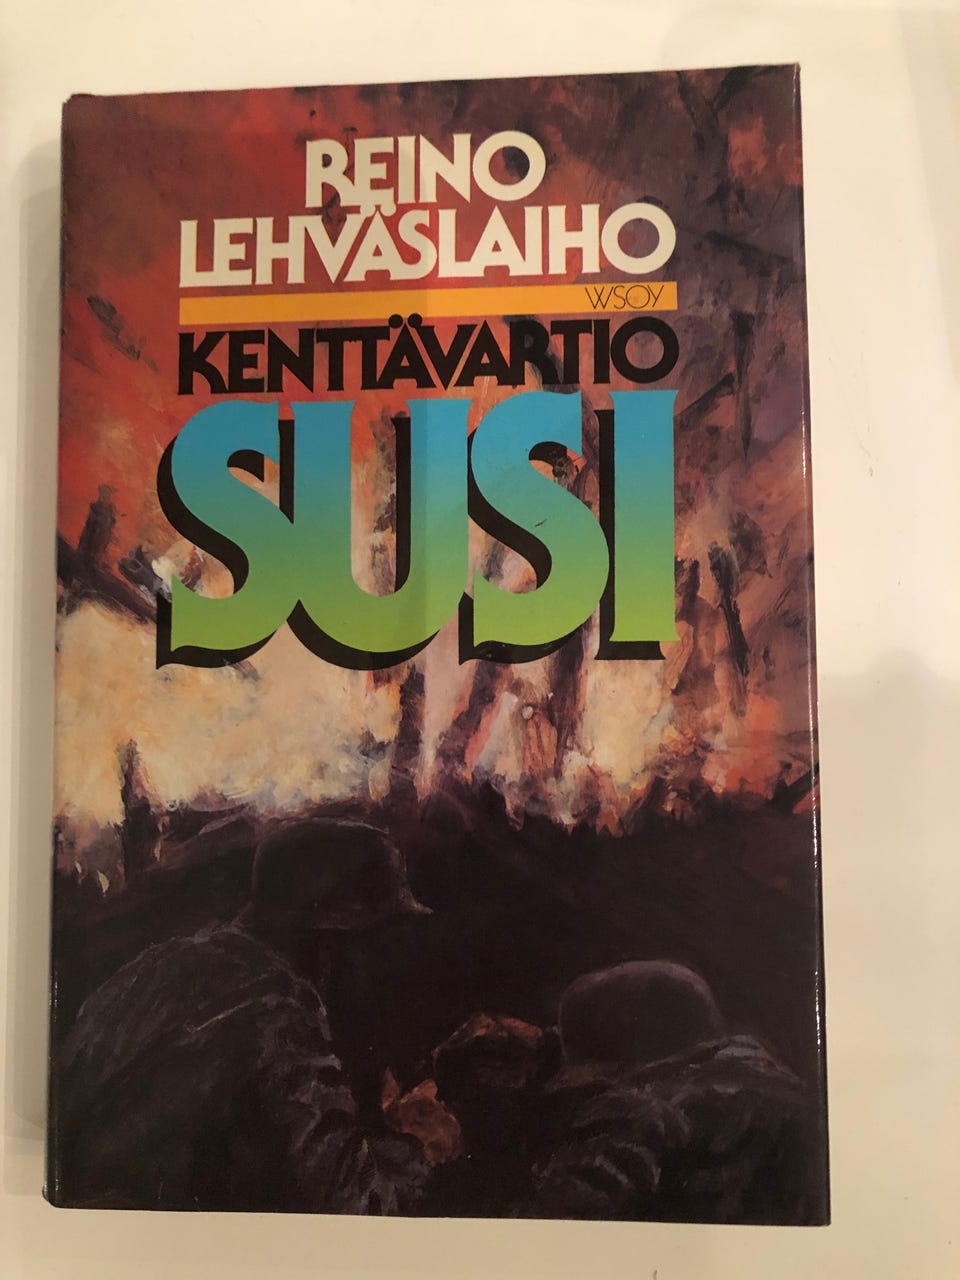 REINO
LEHVÄSLAIHO
WSOY
KENTTÄVARTIO
SUSI